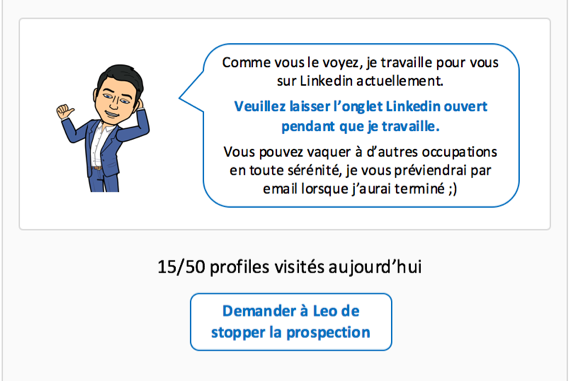 Comme vous le voyez, je travaille pour vous
sur Linkedin actuellement.
Veuillez laisser l’onglet Linkedin ouvert
pendant que je travaille.
Vous pouvez vaquer à d’autres occupations
en toute sérénité, je vous préviendrai par
email lorsque j’aurai terminé ;)
15/50 profiles visités aujourd’hui
Demander à Leo de
stopper la prospection